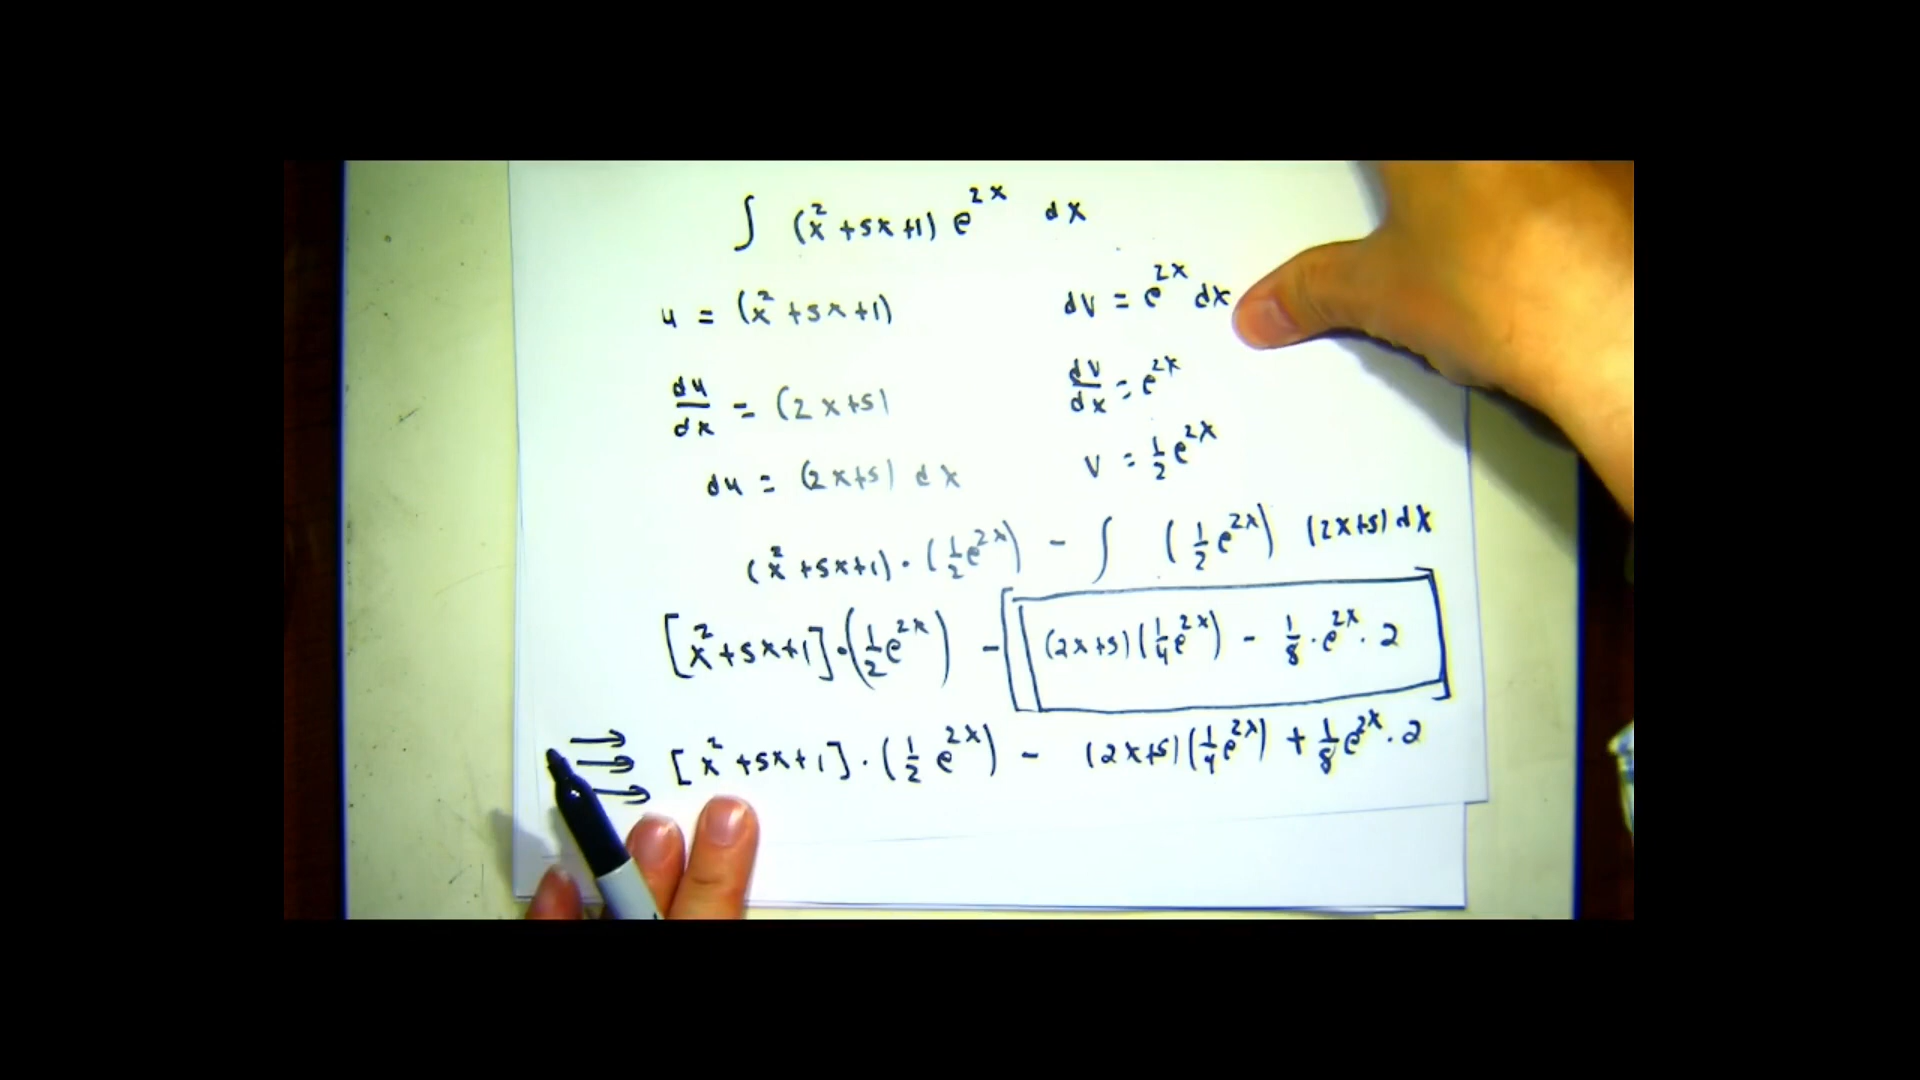 ∫ (x²+5x+1) e^{2x} dx
u = (x²+5x+1) dv = e^{2x} dx
du/dx = (2x+5) dv/dx = e^{2x}
du = (2x+5) dx v = 1/2 e^{2x}
(x²+5x+1)·(1/2 e^{2x}) - ∫ (1/2 e^{2x}) (2x+5) dx
[x²+5x+1]·(1/2 e^{2x}) - [(2x+5)(1/4 e^{2x}) - 1/8·e^{2x}·2]
[x²+5x+1]·(1/2 e^{2x}) - (2x+5)(1/4 e^{2x}) + 1/8 e^{2x}·2